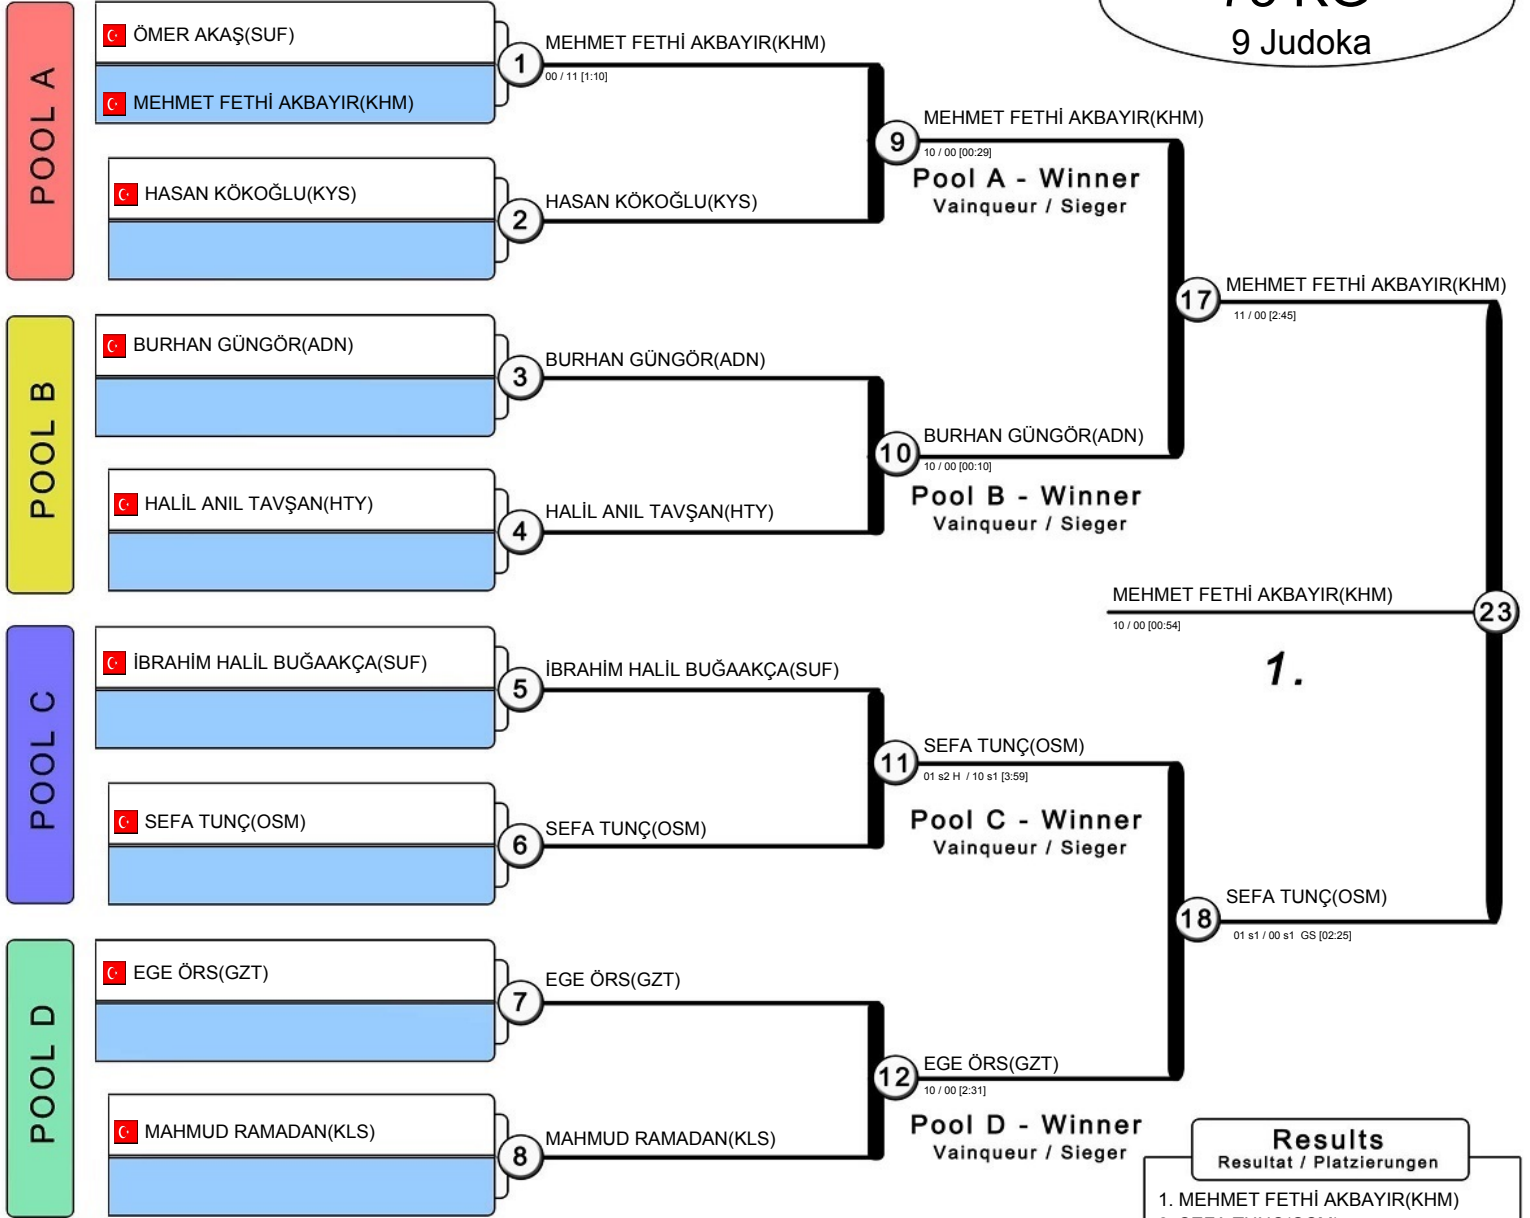 9 Judoka
POOL A
ÖMER AKAŞ(SUF)
MEHMET FETHİ AKBAYIR(KHM)
1
MEHMET FETHİ AKBAYIR(KHM)
00 / 11 [1:10]
HASAN KÖKOĞLU(KYS)
2
HASAN KÖKOĞLU(KYS)
9
MEHMET FETHİ AKBAYIR(KHM)
10 / 00 [00:29]
Pool A - Winner
Vainqueur / Sieger
POOL B
BURHAN GÜNGÖR(ADN)
3
BURHAN GÜNGÖR(ADN)
HALİL ANIL TAVŞAN(HTY)
4
HALİL ANIL TAVŞAN(HTY)
10
BURHAN GÜNGÖR(ADN)
10 / 00 [00:10]
Pool B - Winner
Vainqueur / Sieger
17
MEHMET FETHİ AKBAYIR(KHM)
11 / 00 [2:45]
POOL C
İBRAHİM HALİL BUĞAAKÇA(SUF)
5
İBRAHİM HALİL BUĞAAKÇA(SUF)
SEFA TUNÇ(OSM)
6
SEFA TUNÇ(OSM)
11
SEFA TUNÇ(OSM)
01 s2 H / 10 s1 [3:59]
Pool C - Winner
Vainqueur / Sieger
POOL D
EGE ÖRS(GZT)
7
EGE ÖRS(GZT)
MAHMUD RAMADAN(KLS)
8
MAHMUD RAMADAN(KLS)
12
EGE ÖRS(GZT)
10 / 00 [2:31]
Pool D - Winner
Vainqueur / Sieger
18
SEFA TUNÇ(OSM)
01 s1 / 00 s1 GS [02:25]
MEHMET FETHİ AKBAYIR(KHM)
23
10 / 00 [00:54]
1.
Results
Resultat / Platzierungen
1. MEHMET FETHİ AKBAYIR(KHM)